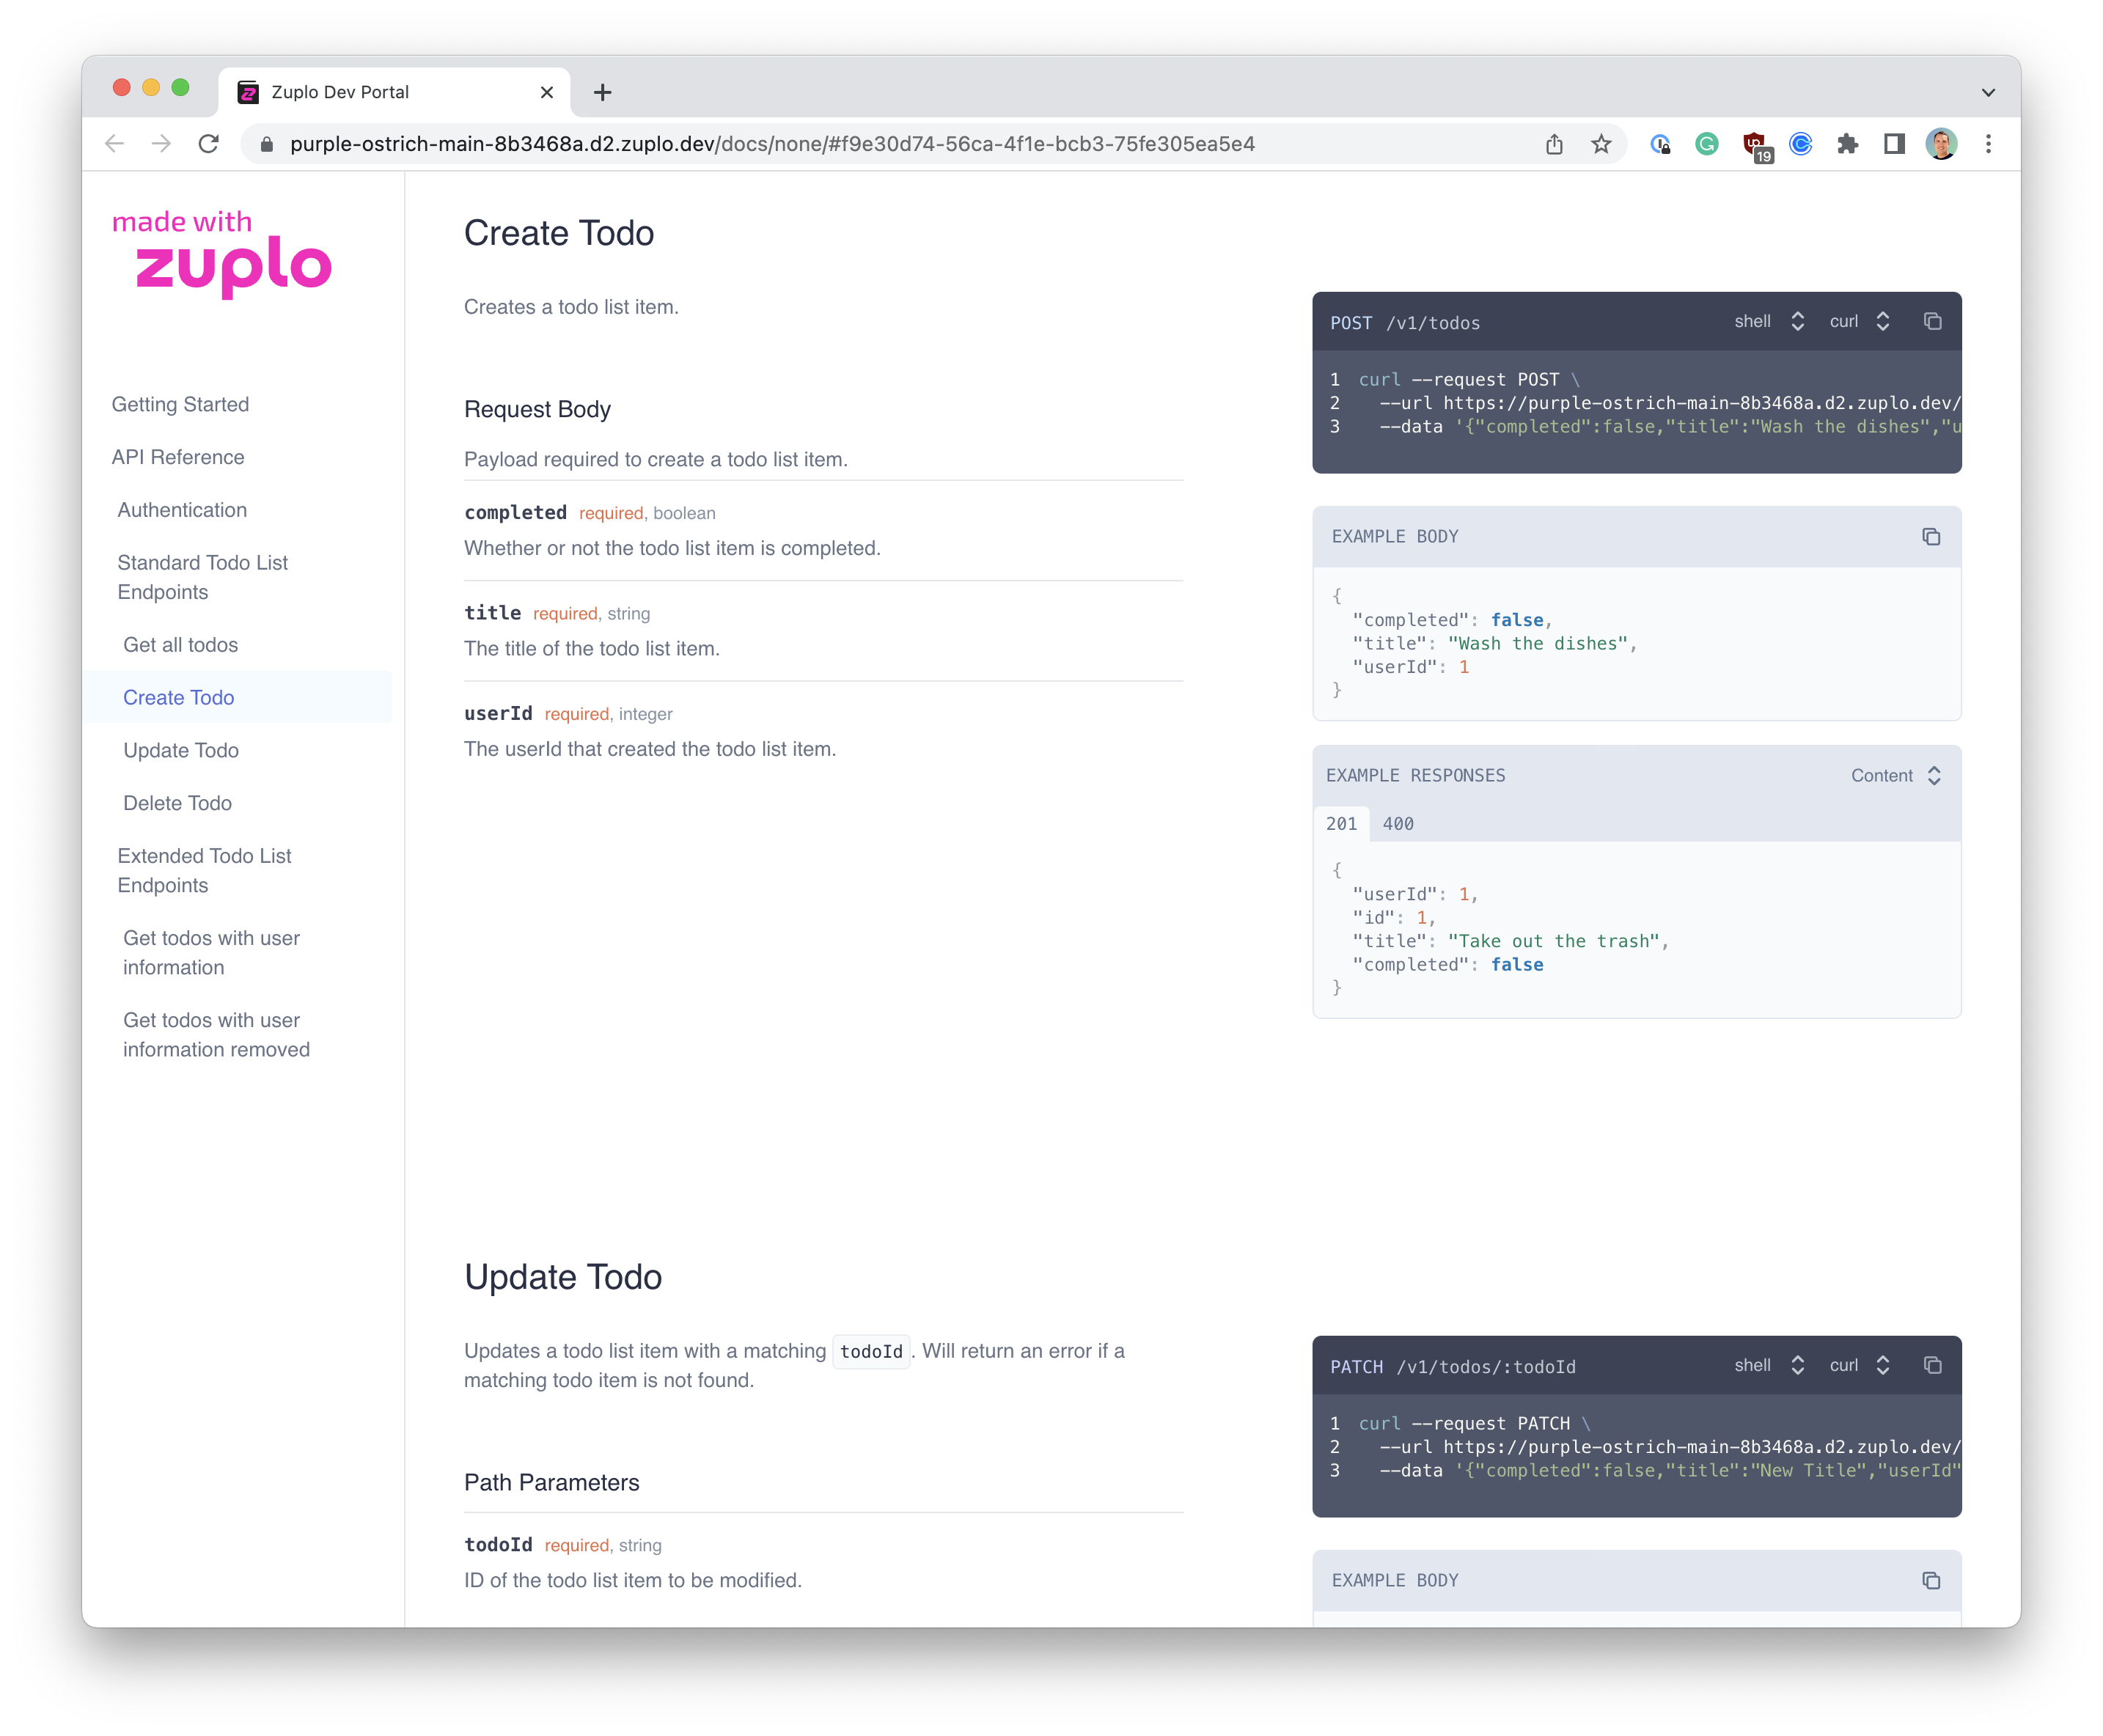 Zuplo Dev Portal
purple-ostrich-main-8b3468a.d2.zuplo.dev/docs/none/#f9e30d74-56ca-4f1e-bcb3-75fe305ea5e4
19
made with
zuplo
Getting Started
API Reference
Authentication
Standard Todo List
Endpoints
Get all todos
Create Todo
Update Todo
Delete Todo
Extended Todo List
Endpoints
Get todos with user
information
Get todos with user
information removed
Create Todo
Creates a todo list item.
Request Body
Payload required to create a todo list item.
completed required, boolean
Whether or not the todo list item is completed.
title required, string
The title of the todo list item.
userId required, integer
The userId that created the todo list item.
POST /v1/todos shell curl
1 curl --request POST \
2 --url https://purple-ostrich-main-8b3468a.d2.zuplo.dev/
3 --data '{"completed":false,"title":"Wash the dishes","u
EXAMPLE BODY
{
"completed": false,
"title": "Wash the dishes",
"userId": 1
}
EXAMPLE RESPONSES Content
201 400
{
"userId": 1,
"id": 1,
"title": "Take out the trash",
"completed": false
}
Update Todo
Updates a todo list item with a matching todoId. Will return an error if a
matching todo item is not found.
Path Parameters
todoId required, string
ID of the todo list item to be modified.
PATCH /v1/todos/:todoId shell curl
1 curl --request PATCH \
2 --url https://purple-ostrich-main-8b3468a.d2.zuplo.dev/
3 --data '{"completed":false,"title":"New Title","userId"
EXAMPLE BODY